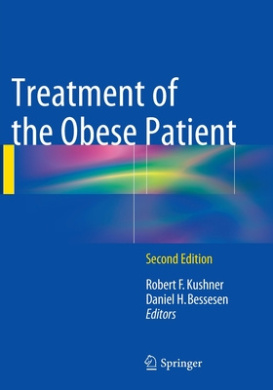 Treatment of
the Obese Patient
Second Edition
Robert F. Kushner
Daniel H. Bessesen
Editors
Springer